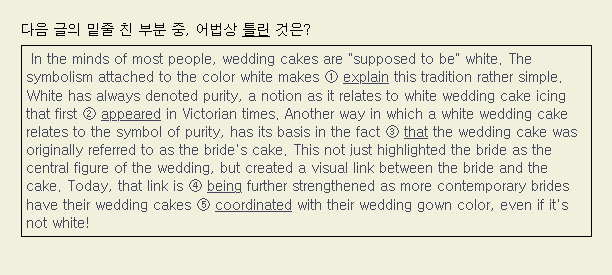 다음 글의 밑줄 친 부분 중, 어법상 틀린 것은?
In the minds of most people, wedding cakes are "supposed to be" white. The
symbolism attached to the color white makes ① explain this tradition rather simple.
White has always denoted purity, a notion as it relates to white wedding cake icing
that first ② appeared in Victorian times. Another way in which a white wedding cake
relates to the symbol of purity, has its basis in the fact ③ that the wedding cake was
originally referred to as the bride's cake. This not just highlighted the bride as the
central figure of the wedding, but created a visual link between the bride and the
cake. Today, that link is ④ being further strengthened as more contemporary brides
have their wedding cakes ⑤ coordinated with their wedding gown color, even if it's
not white!